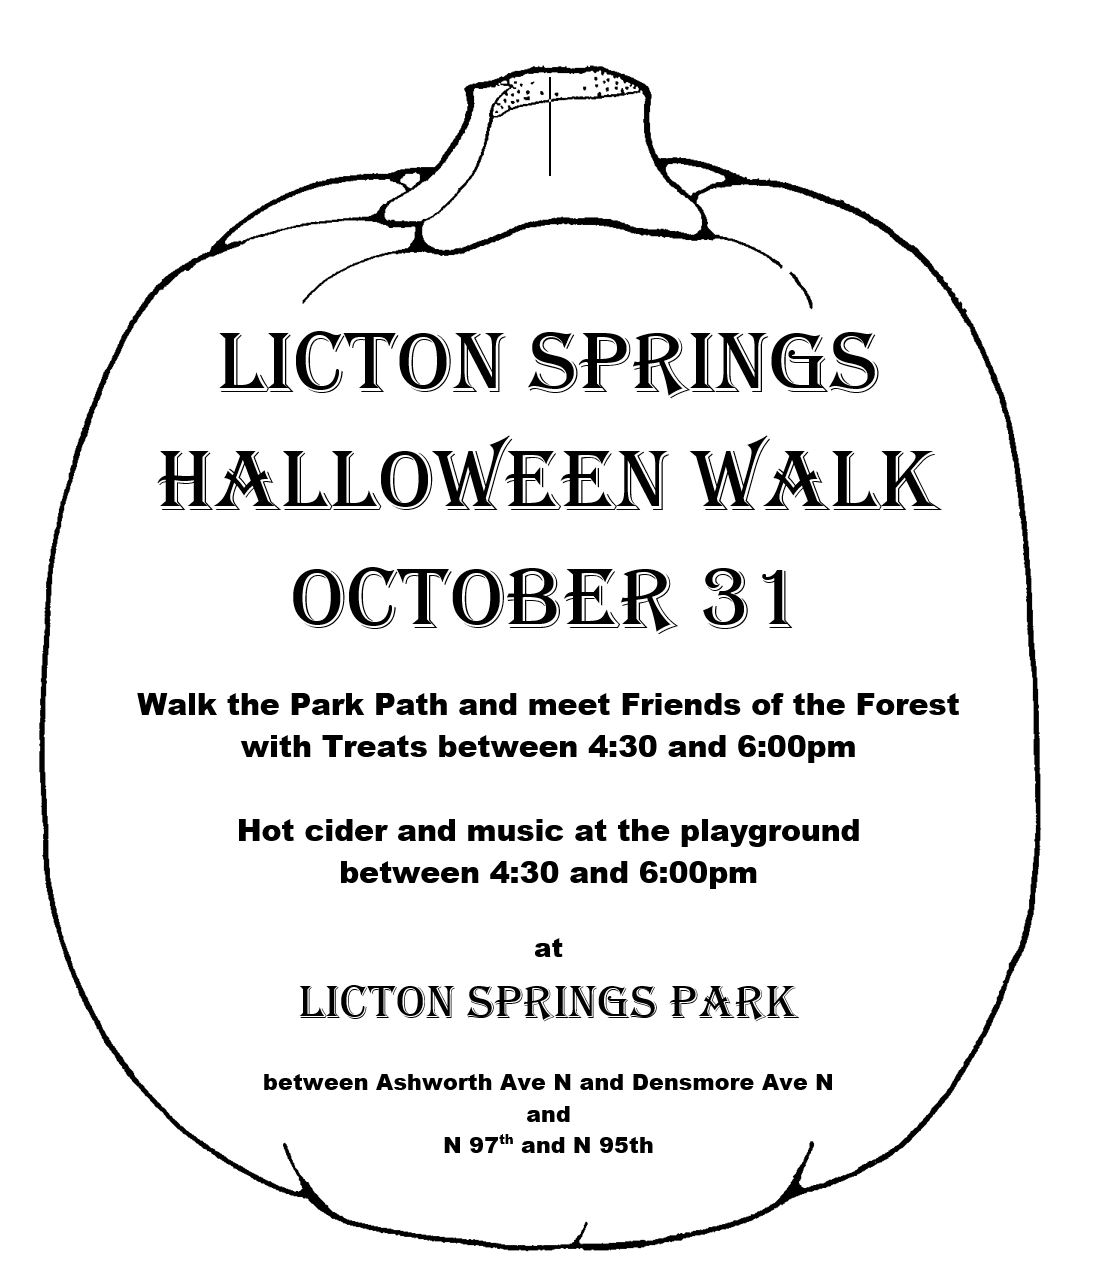 LICTON SPRINGS
HALLOWEEN WALK
OCTOBER 31
Walk the Park Path and meet Friends of the Forest
with Treats between 4:30 and 6:00pm
Hot cider and music at the playground
between 4:30 and 6:00pm
at
LICTON SPRINGS PARK
between Ashworth Ave N and Densmore Ave N
and
N 97th and N 95th